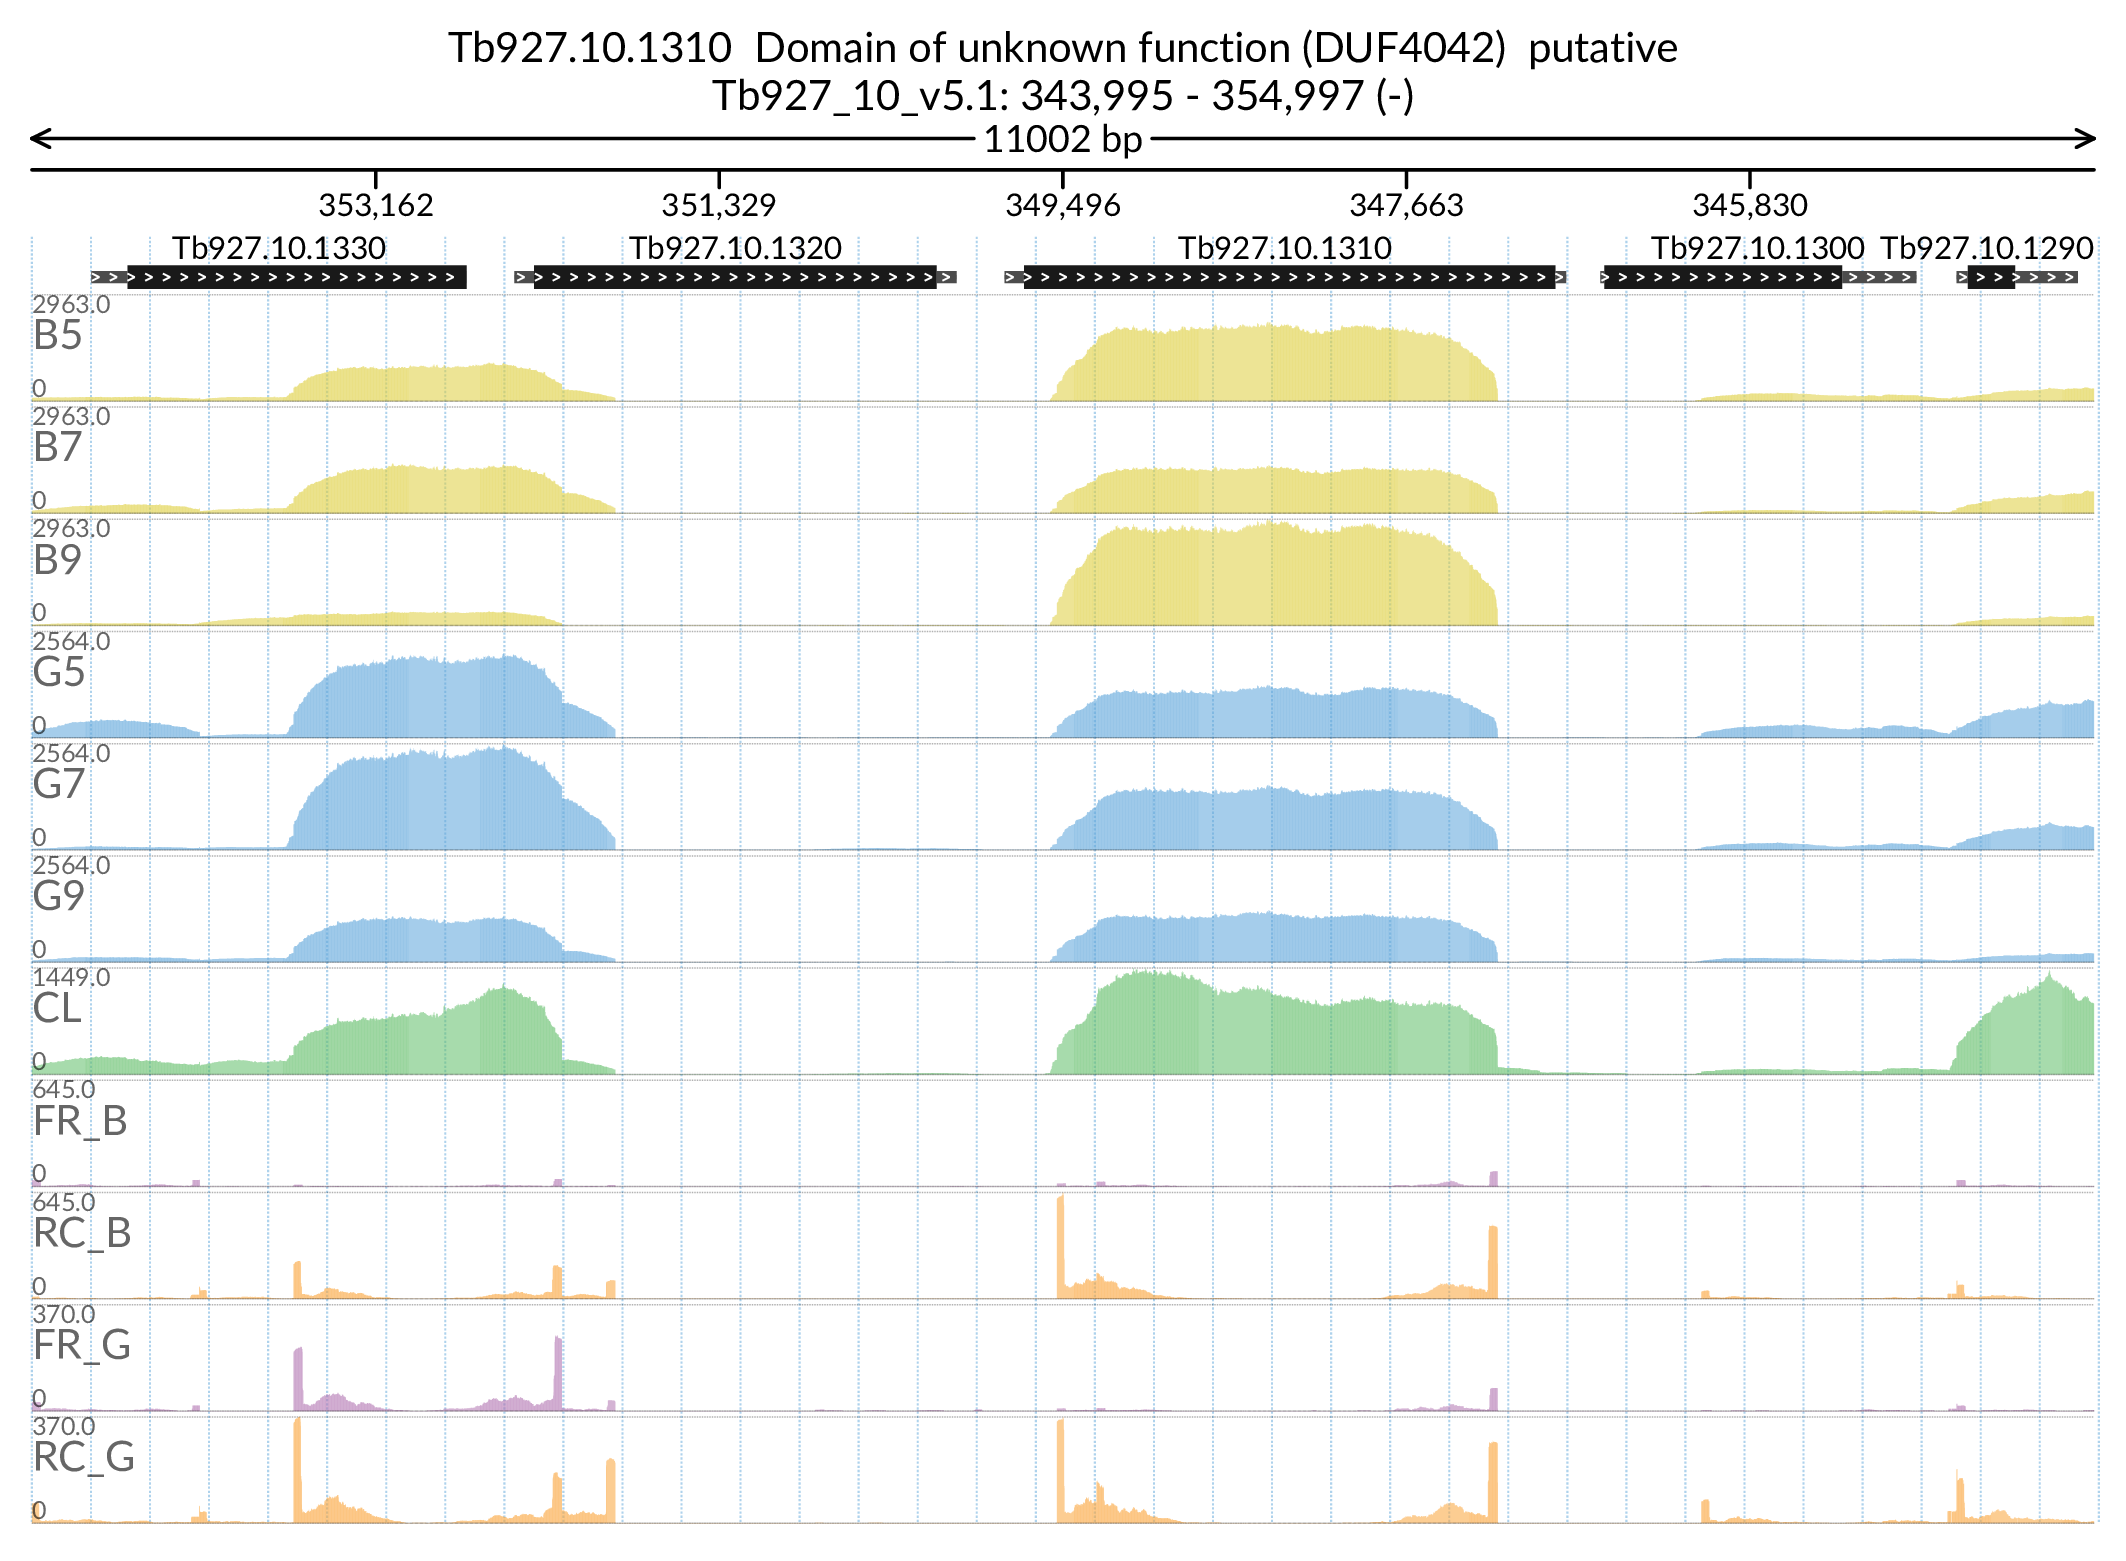 Tb927.10.1310  Domain of unknown function (DUF4042)  putative
Tb927_10_v5.1: 343,995 - 354,997 (-)
11002 bp
353,162 351,329 349,496 347,663 345,830
Tb927.10.1330 Tb927.10.1320 Tb927.10.1310 Tb927.10.1300 Tb927.10.1290
2963.0
B5
0
2963.0
B7
0
2963.0
B9
0
2564.0
G5
0
2564.0
G7
0
2564.0
G9
0
1449.0
CL
0
645.0
FR_B
0
645.0
RC_B
0
370.0
FR_G
0
370.0
RC_G
0